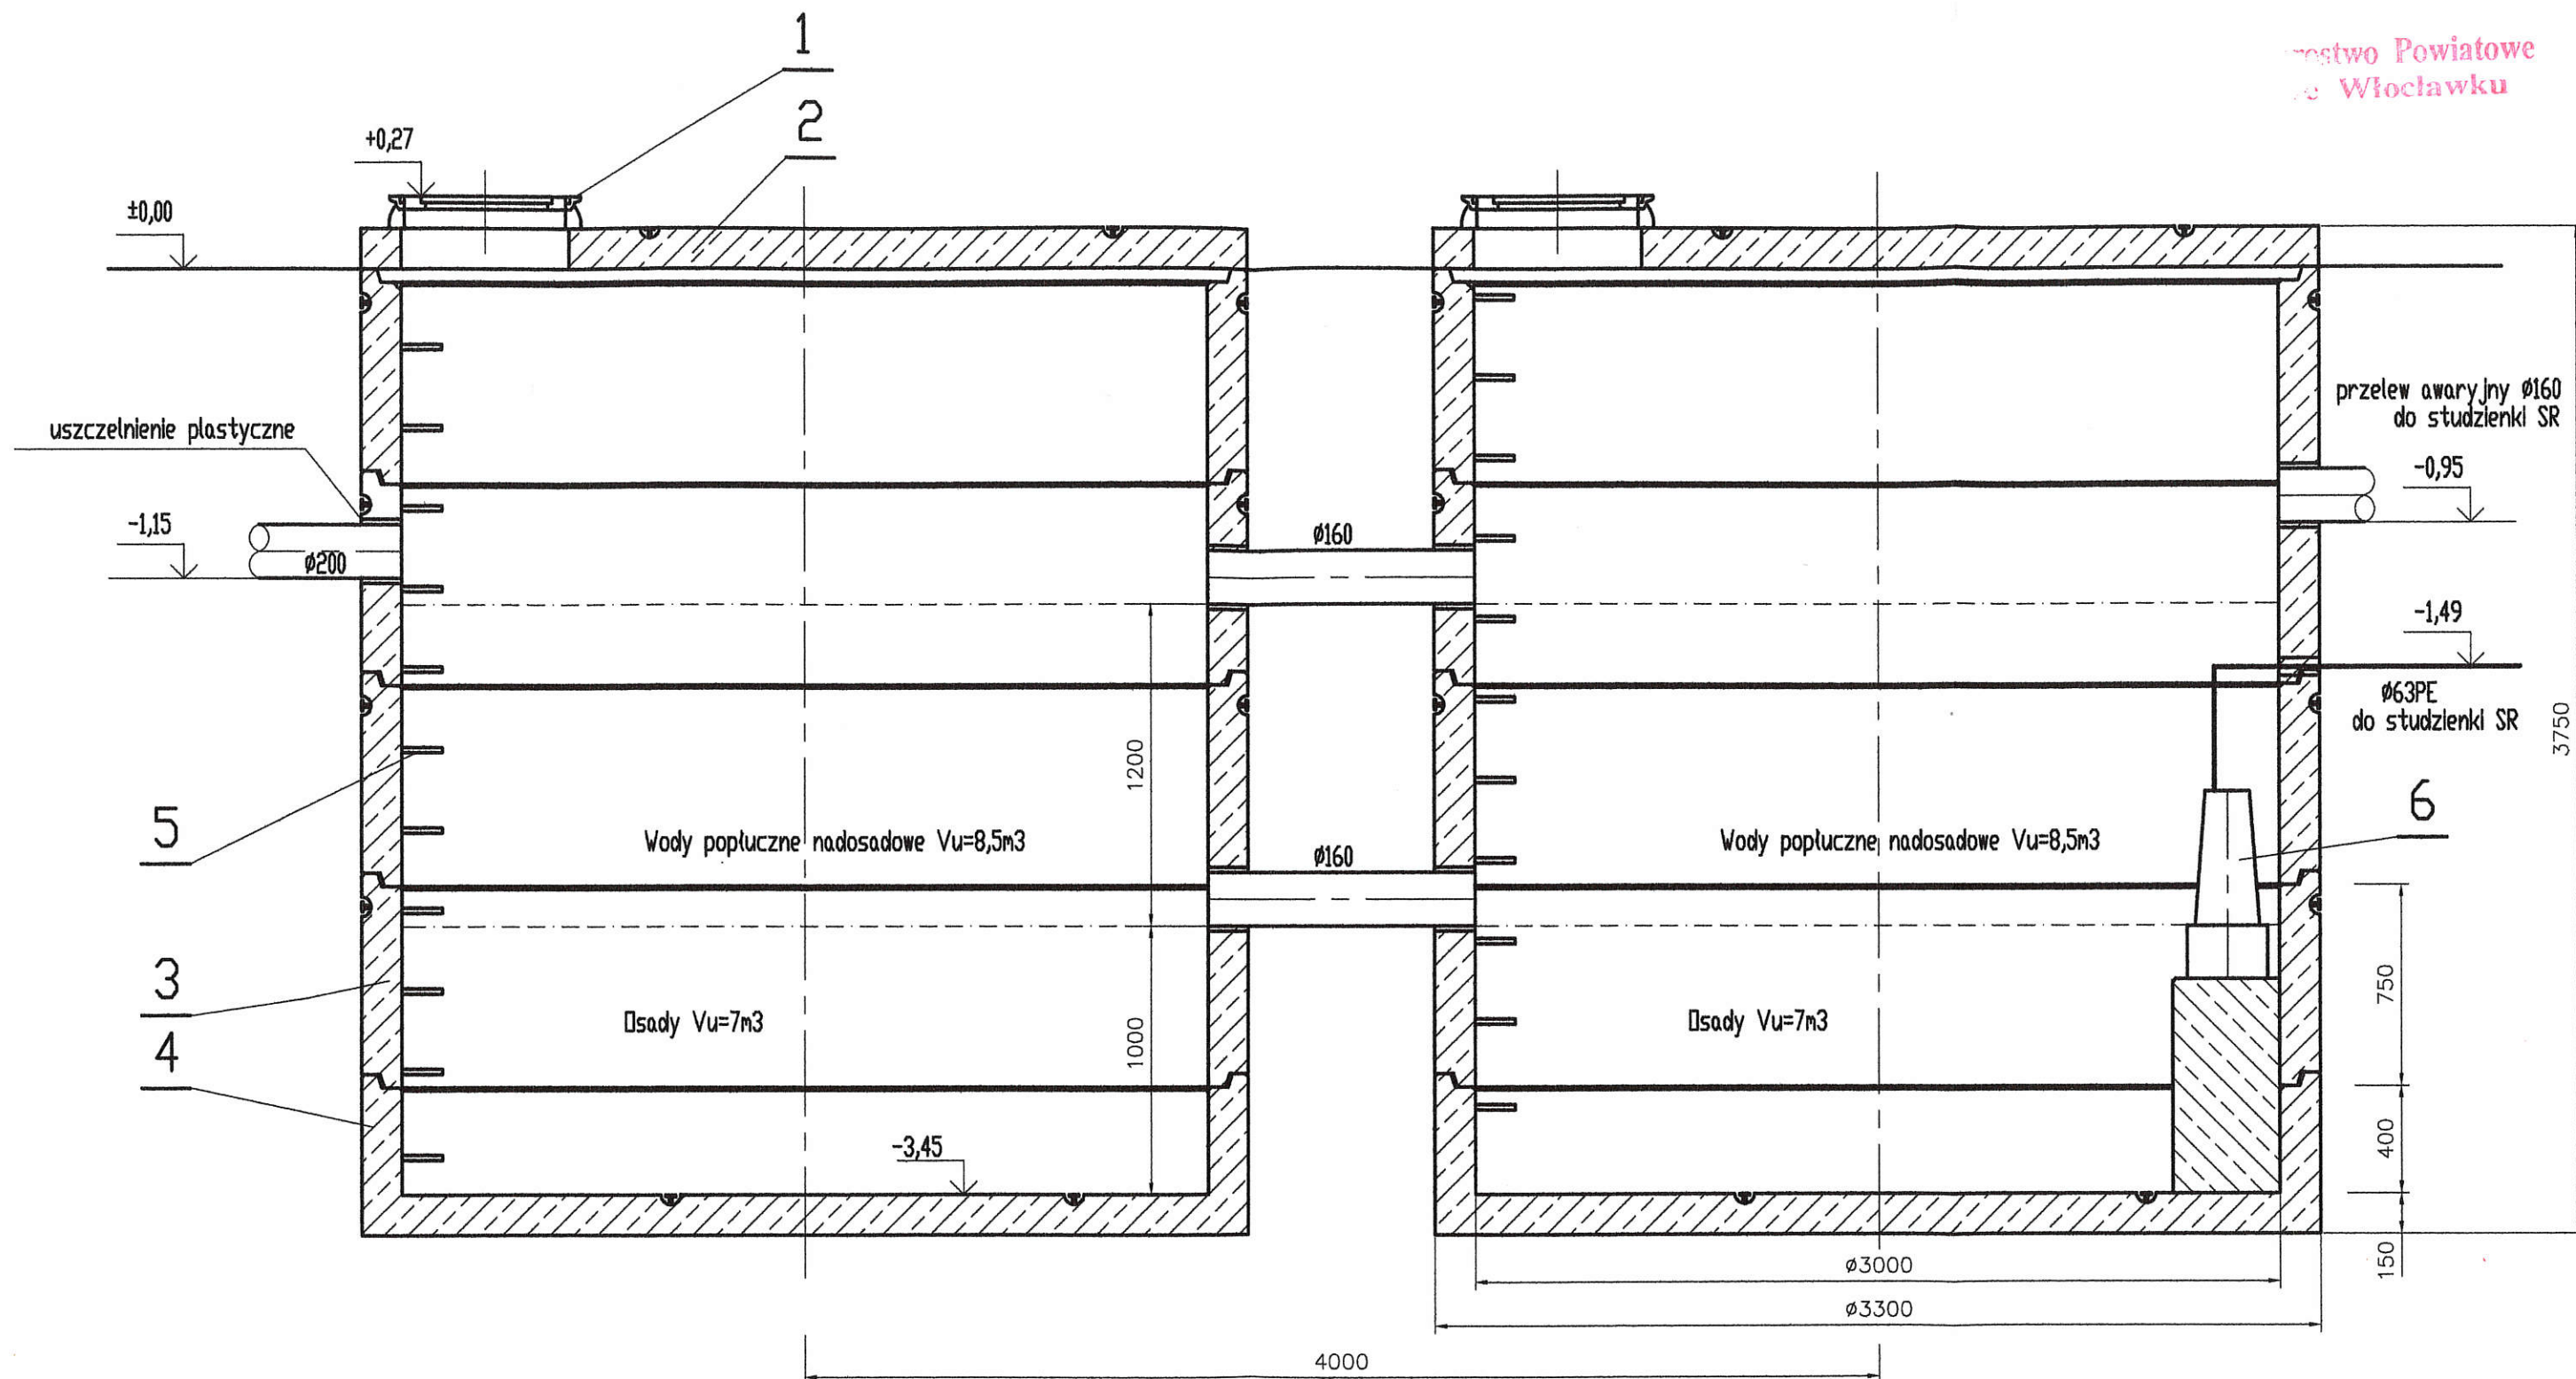 1
Powiatowe
Włocławku
2
+0,27
±0,00
przelew awaryjny Ø160
do studzienki SR
uszczelnienie plastyczne
-0,95
-1,15
Ø200
Ø160
-1,49
Ø63PE
do studzienki SR
3750
1200
5
6
Wody popłuczne nadosadowe Vu=8,5m3
Ø160
Wody popłuczne nadosadowe Vu=8,5m3
3
750
Osady Vu=7m3
Osady Vu=7m3
4
1000
400
-3,45
150
Ø3000
Ø3300
4000